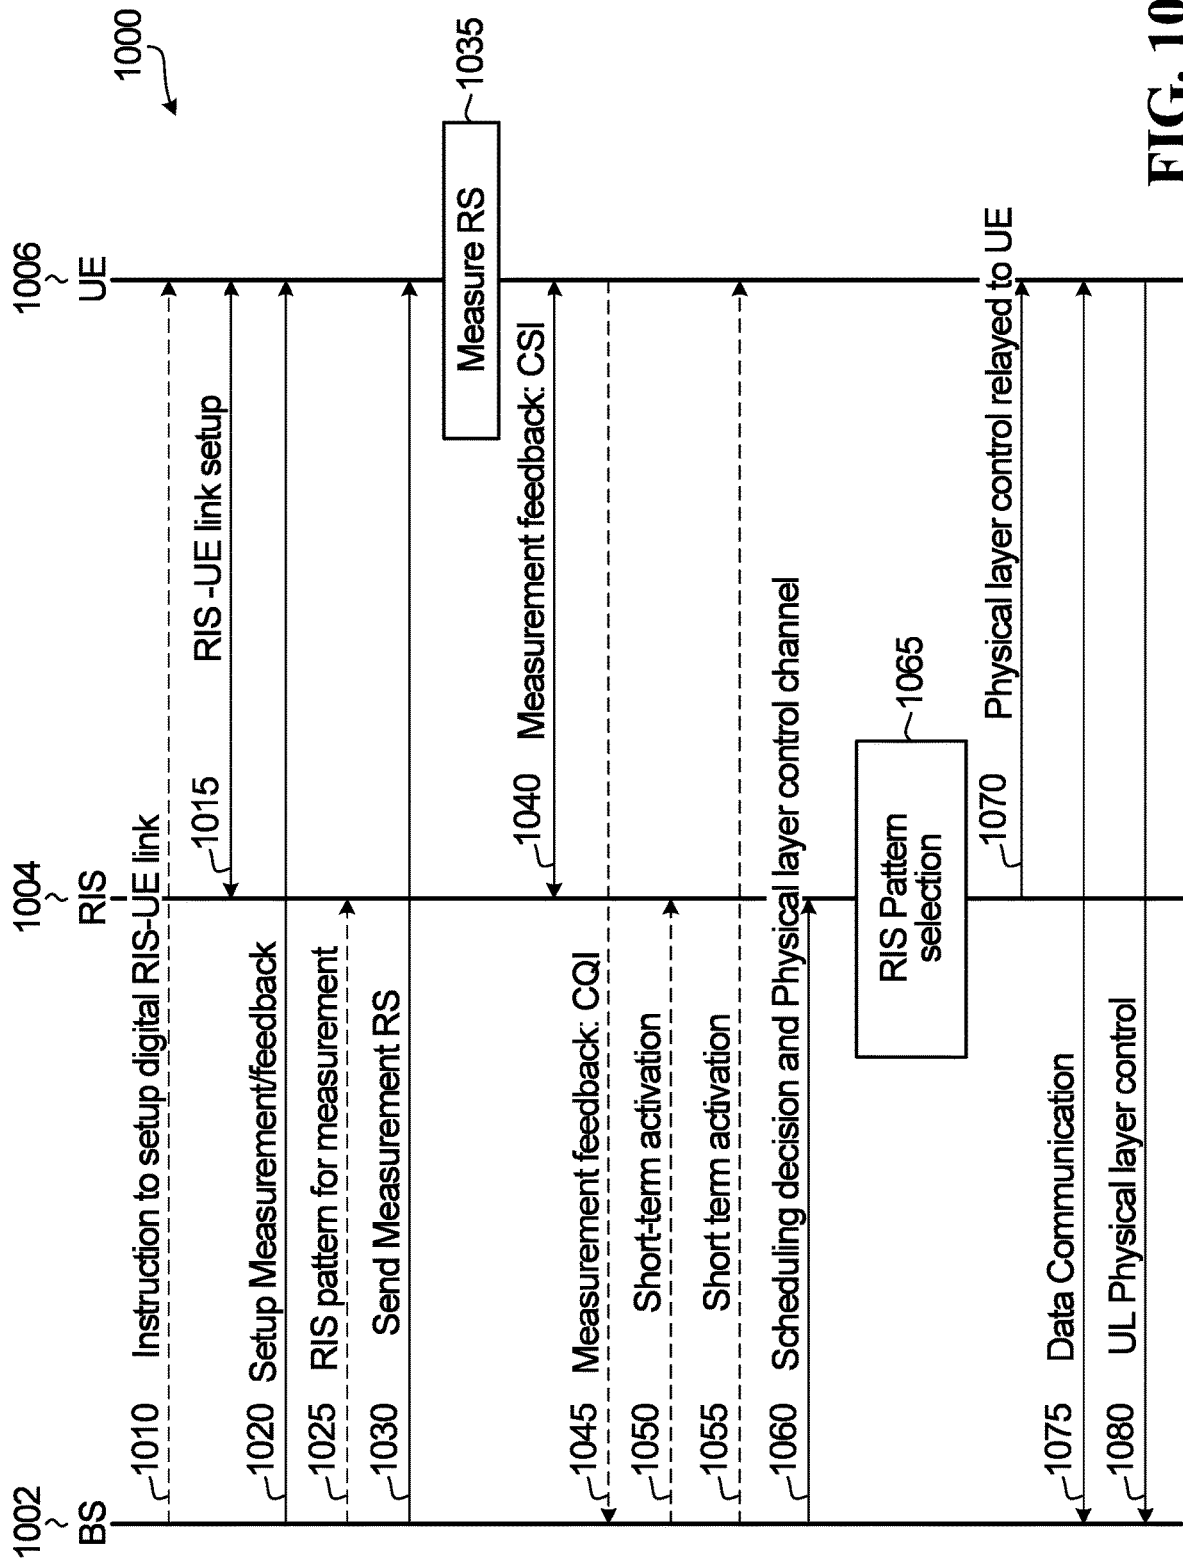 1000
1002
BS
1004
RIS
1006
UE
1010
Instruction to setup digital RIS-UE link
1015
RIS -UE link setup
1020
Setup Measurement/feedback
1025
RIS pattern for measurement
1030
Send Measurement RS
Measure RS
1035
1040
Measurement feedback: CSI
1045
Measurement feedback: CQI
1050
Short-term activation
1055
Short term activation
1060
Scheduling decision and Physical layer control channel
RIS Pattern
selection
1065
1070
Physical layer control relayed to UE
1075
Data Communication
1080
UL Physical layer control
FIG. 10